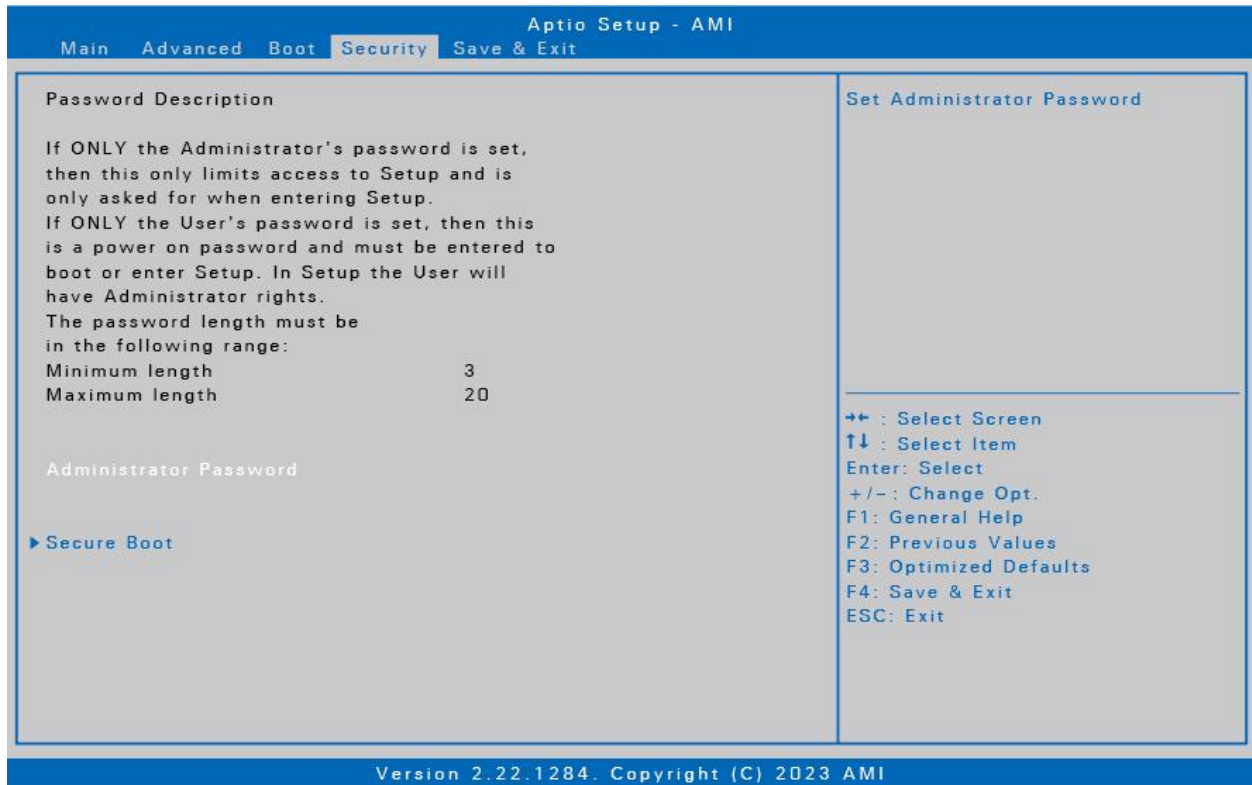 Aptio Setup - AMI
Main Advanced Boot Security Save & Exit
Password Description
If ONLY the Administrator's password is set,
then this only limits access to Setup and is
only asked for when entering Setup.
If ONLY the User's password is set, then this
is a power on password and must be entered to
boot or enter Setup. In Setup the User will
have Administrator rights.
The password length must be
in the following range:
Minimum length 3
Maximum length 20
Administrator Password
▶ Secure Boot
Set Administrator Password
→← : Select Screen
↑↓ : Select Item
Enter: Select
+/-: Change Opt.
F1: General Help
F2: Previous Values
F3: Optimized Defaults
F4: Save & Exit
ESC: Exit
Version 2.22.1284. Copyright (C) 2023 AMI